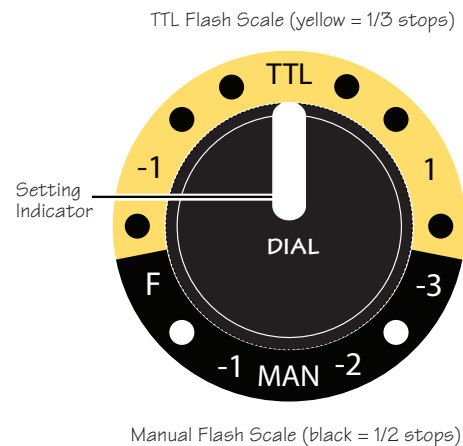 TTL Flash Scale (yellow = 1/3 stops)
TTL
-1
1
Setting
Indicator
DIAL
F
-3
-1 MAN -2
Manual Flash Scale (black = 1/2 stops)